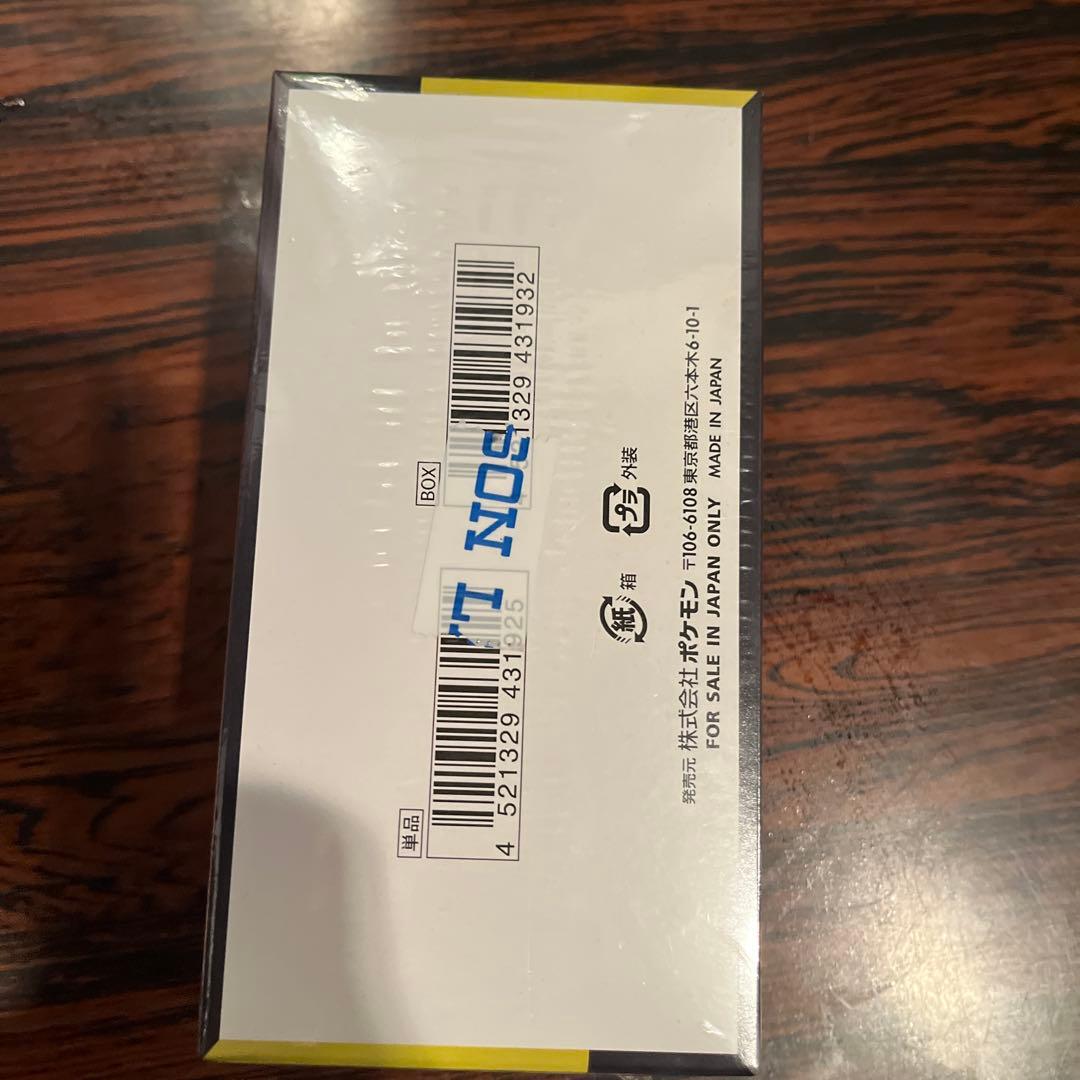 BOX
329 431932
単品
4 521329 431925
LAWSON
紙 箱
プラ 外装
発売元 株式会社 ポケモン 〒106-6108 東京都港区六本木6-10-1
FOR SALE IN JAPAN ONLY MADE IN JAPAN